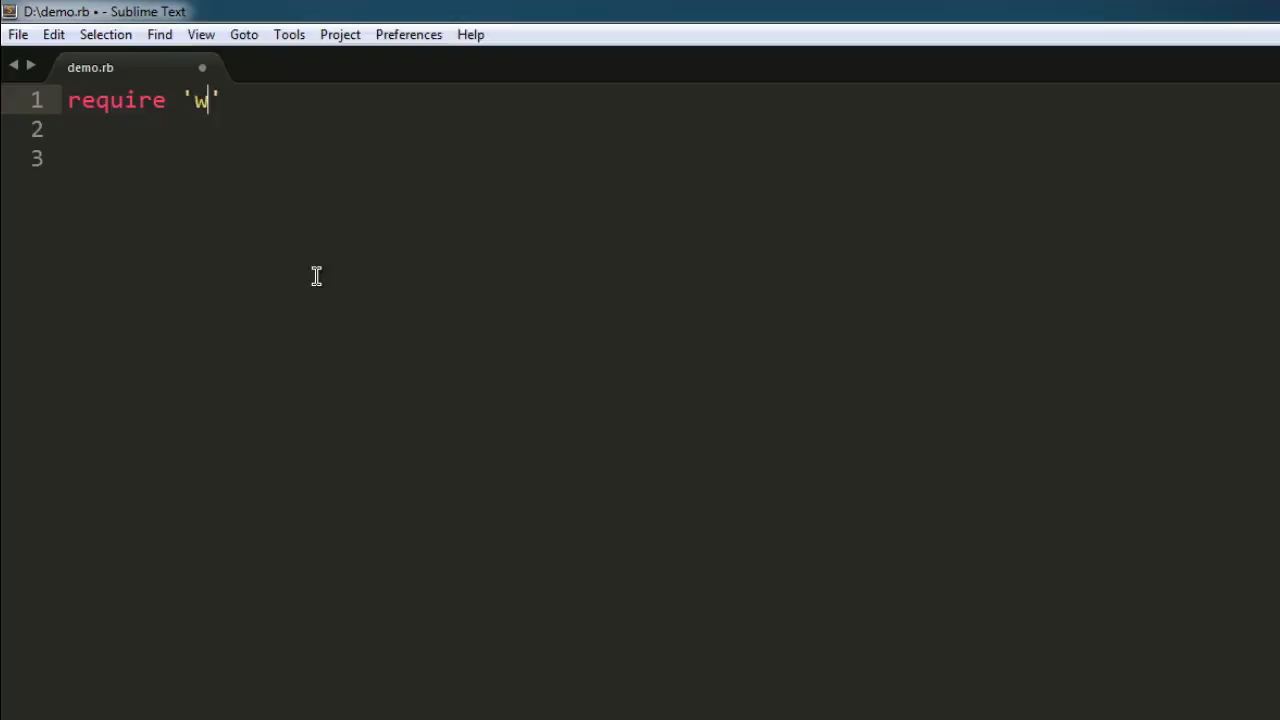 D:\demo.rb • - Sublime Text
File Edit Selection Find View Goto Tools Project Preferences Help
demo.rb
1 require 'w'
2
3